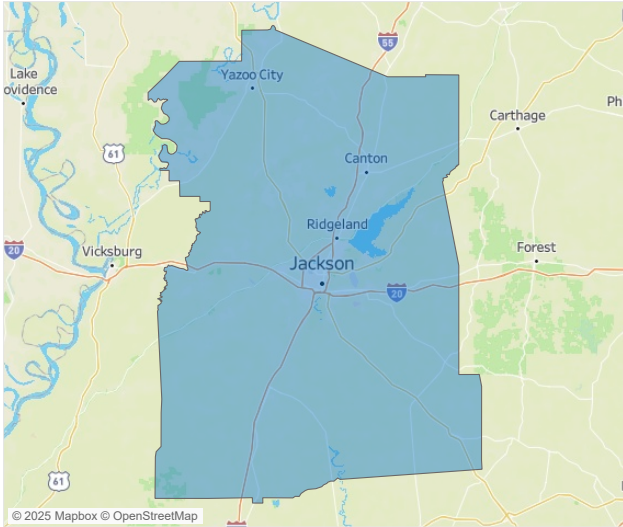 55
Yazoo City
Lake
ovidence
Carthage
Ph
61
Canton
Ridgeland
Vicksburg
20
Forest
Jackson
20
61
© 2025 Mapbox © OpenStreetMap